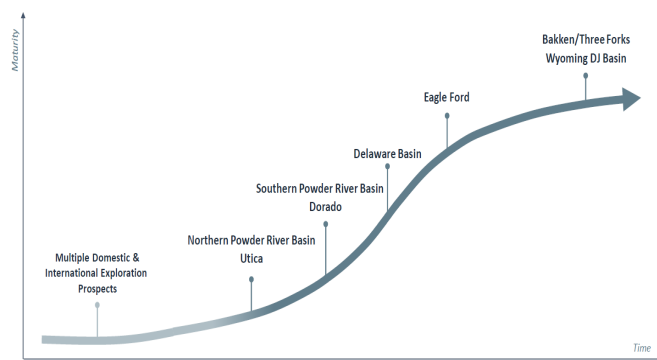 Maturity
Bakken/Three Forks
Wyoming DJ Basin
Eagle Ford
Delaware Basin
Southern Powder River Basin
Dorado
Northern Powder River Basin
Utica
Multiple Domestic &
International Exploration
Prospects
Time